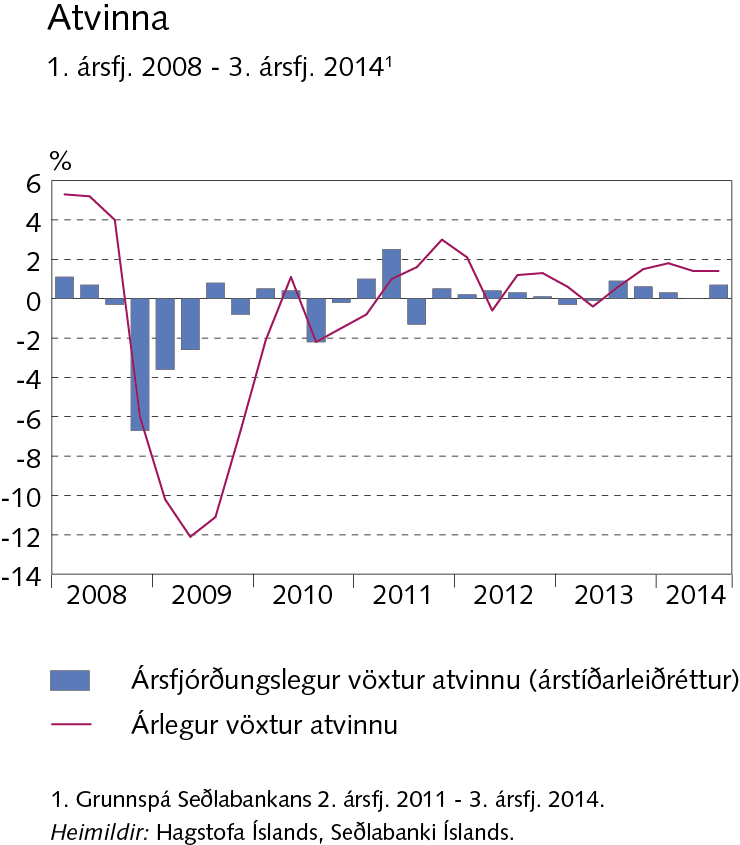 Atvinna
1. ársfj. 2008 - 3. ársfj. 2014¹
%
6
4
2
0
-2
-4
-6
-8
-10
-12
-14
2008 2009 2010 2011 2012 2013 2014
Ársfjórðungslegur vöxtur atvinnu (árstíðarleiðréttur)
Árlegur vöxtur atvinnu
1. Grunnspá Seðlabankans 2. ársfj. 2011 - 3. ársfj. 2014.
Heimildir: Hagstofa Íslands, Seðlabanki Íslands.